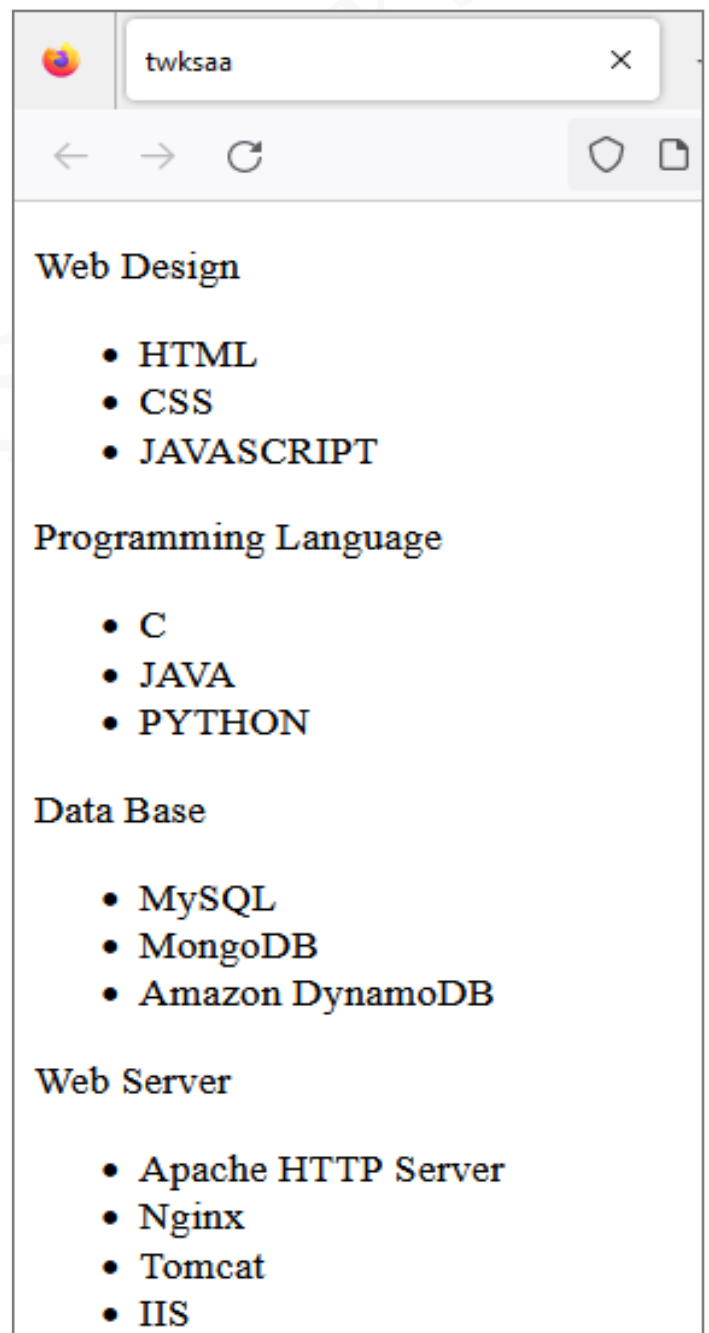 twksaa
Web Design
HTML
CSS
JAVASCRIPT
Programming Language
C
JAVA
PYTHON
Data Base
MySQL
MongoDB
Amazon DynamoDB
Web Server
Apache HTTP Server
Nginx
Tomcat
IIS